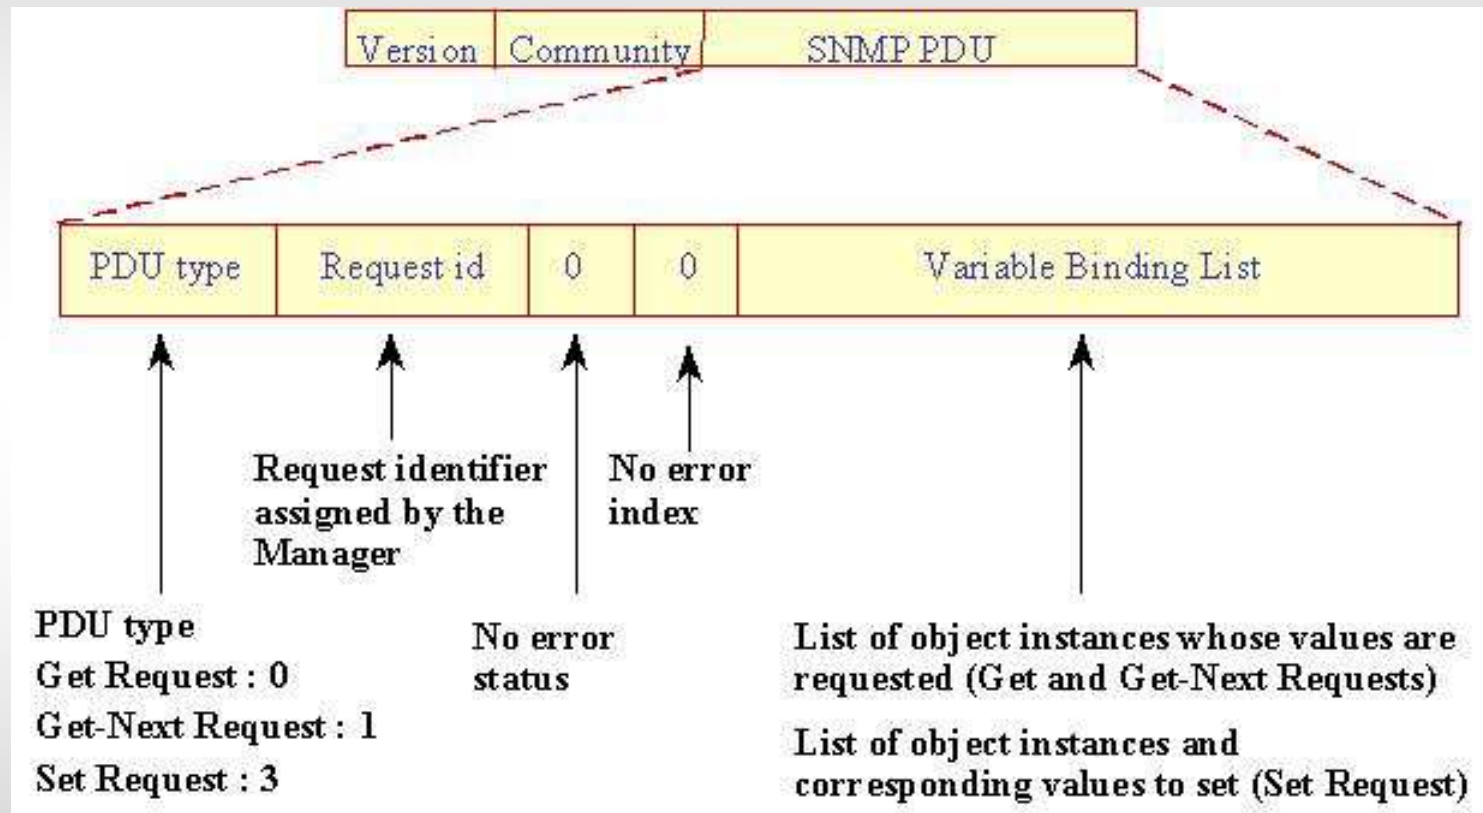 Version Community SNMP PDU
PDU type Request id 0 0 Variable Binding List
Request identifier
assigned by the
Manager
No error
index
PDU type
Get Request : 0
Get-Next Request : 1
Set Request : 3
No error
status
List of object instances whose values are
requested (Get and Get-Next Requests)
List of object instances and
corresponding values to set (Set Request)